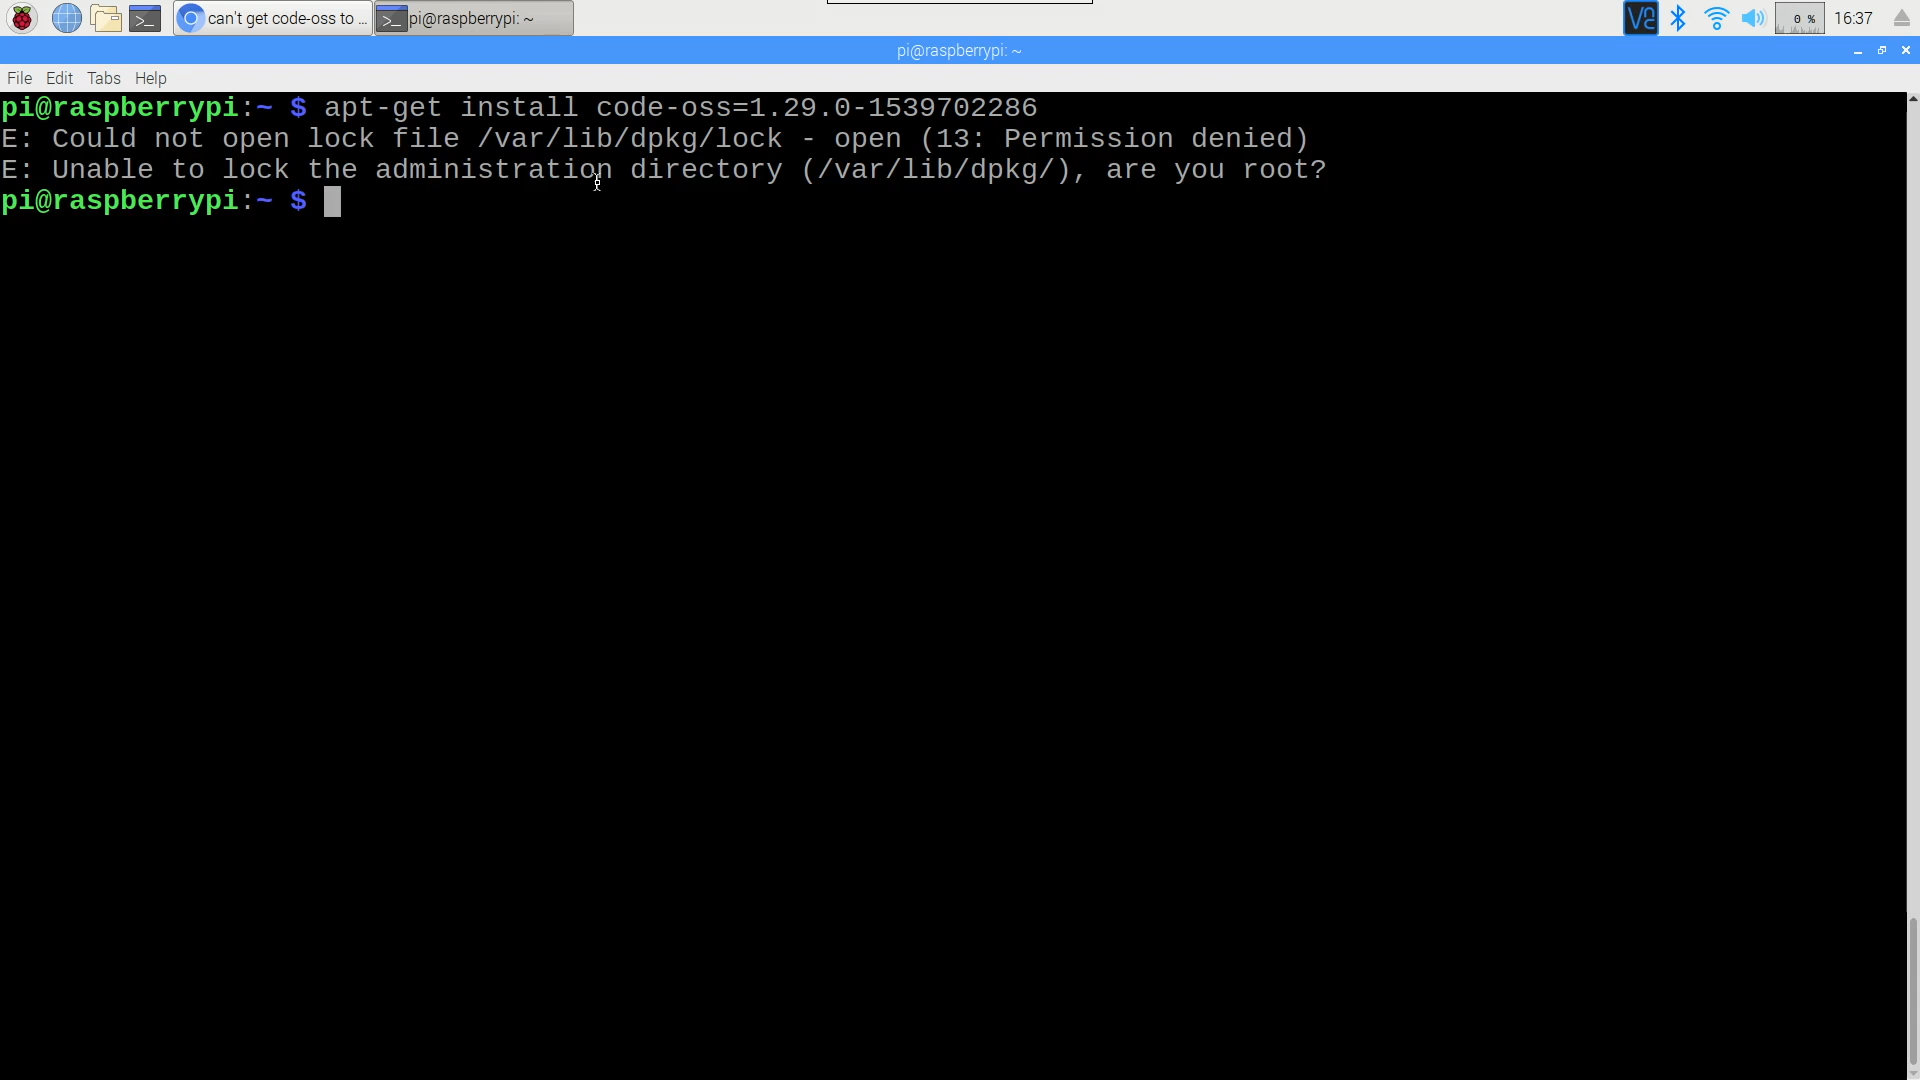 can't get code-oss to ...
pi@raspberrypi: ~
0 %
16:37
pi@raspberrypi: ~
File Edit Tabs Help
pi@raspberrypi:~ $ apt-get install code-oss=1.29.0-1539702286
E: Could not open lock file /var/lib/dpkg/lock - open (13: Permission denied)
E: Unable to lock the administration directory (/var/lib/dpkg/), are you root?
pi@raspberrypi:~ $